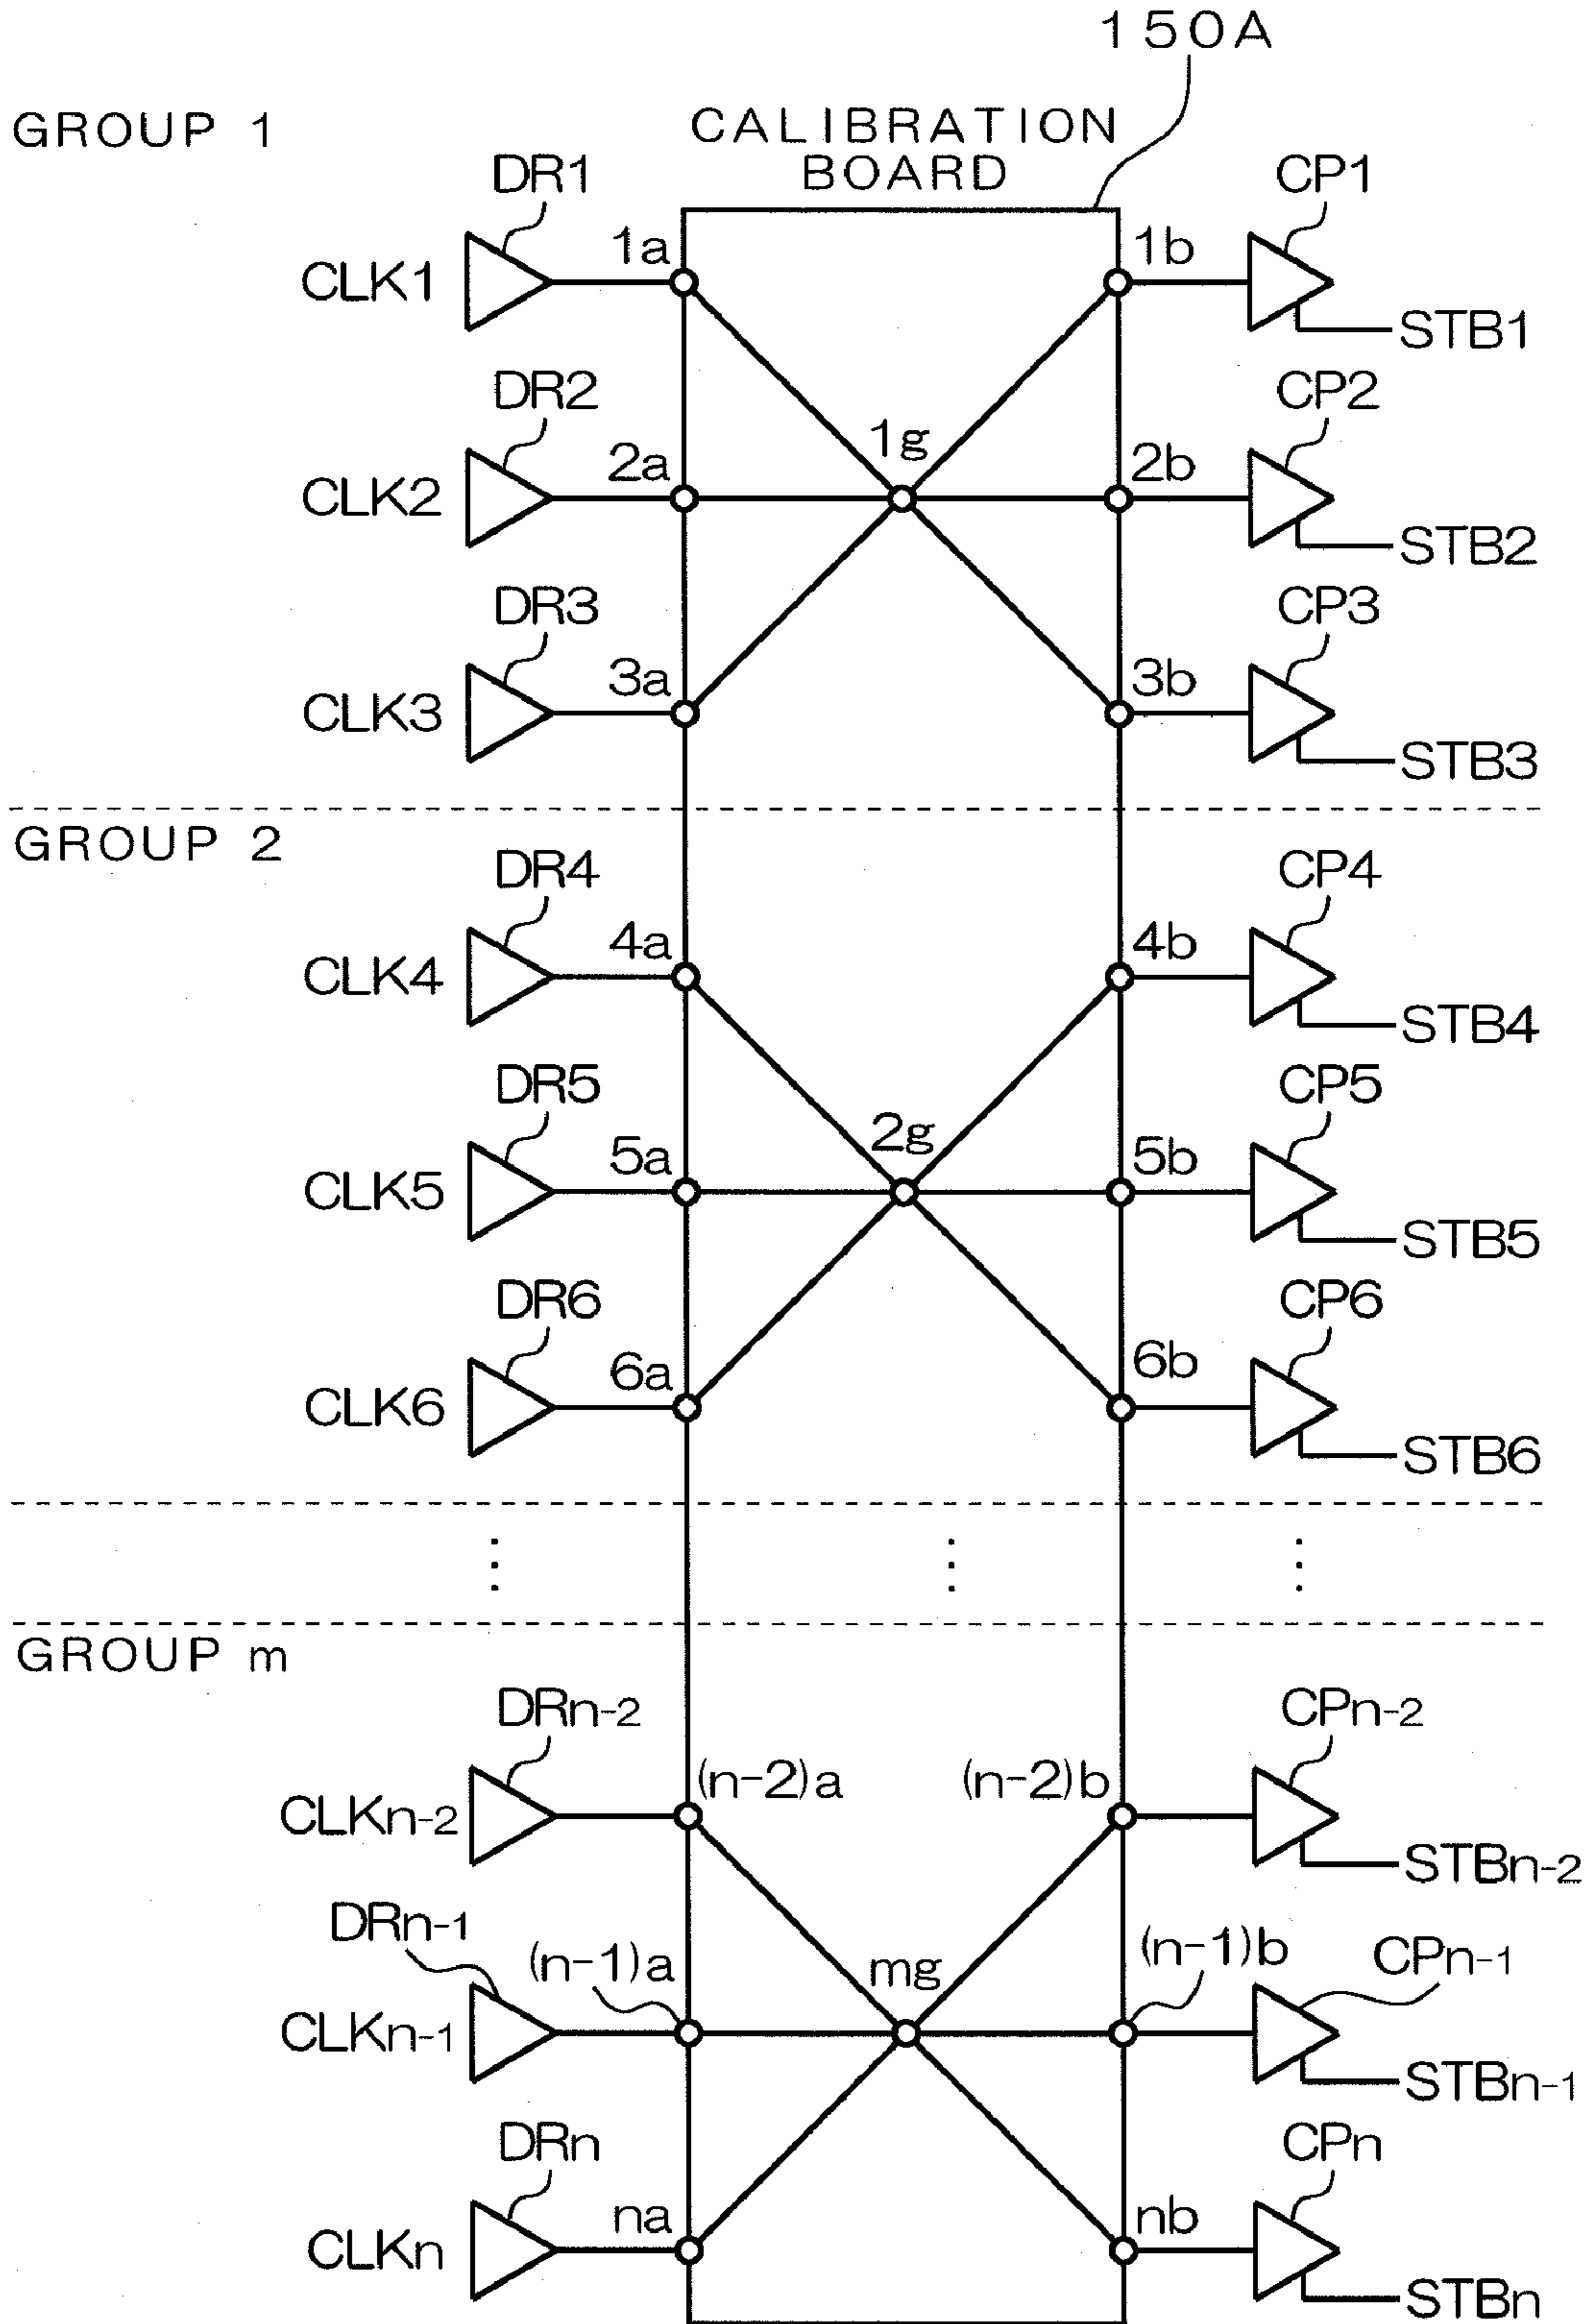 150A
GROUP 1
CALIBRATION
BOARD
DR1
CP1
1a
1b
CLK1
STB1
DR2
CP2
1g
2a
2b
CLK2
STB2
DR3
CP3
3a
3b
CLK3
STB3
GROUP 2
DR4
CP4
4a
4b
CLK4
STB4
DR5
CP5
2g
5a
5b
CLK5
STB5
DR6
CP6
6a
6b
CLK6
STB6
GROUP m
DRn-2
CPn-2
(n-2)a
(n-2)b
CLKn-2
STBn-2
DRn-1
(n-1)a
mg
(n-1)b
CPn-1
CLKn-1
STBn-1
DRn
CPn
na
nb
CLKn
STBn